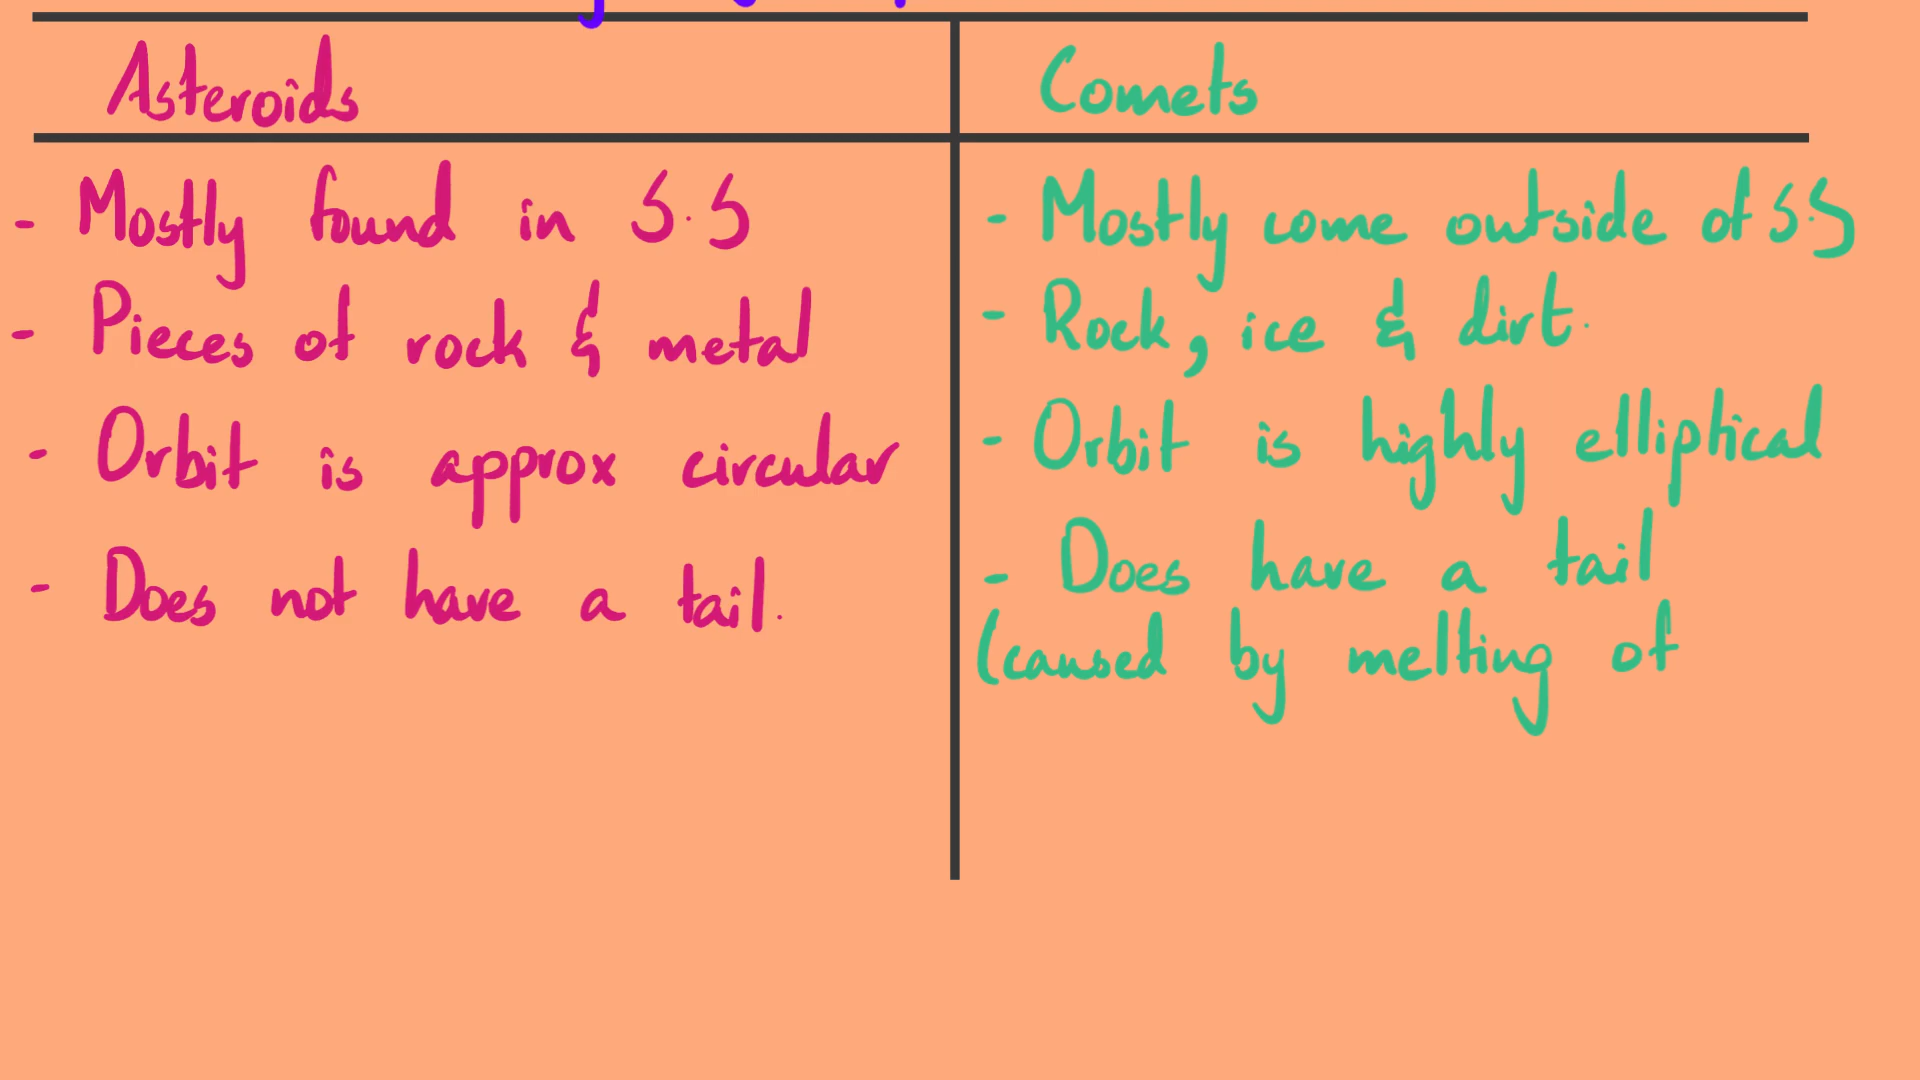 Asteroids
- Mostly found in S.S
- Pieces of rock & metal
- Orbit is approx circular
- Does not have a tail.
Comets
- Mostly come outside of S.S
- Rock, ice & dirt.
- Orbit is highly elliptical
- Does have a tail
(caused by melting of